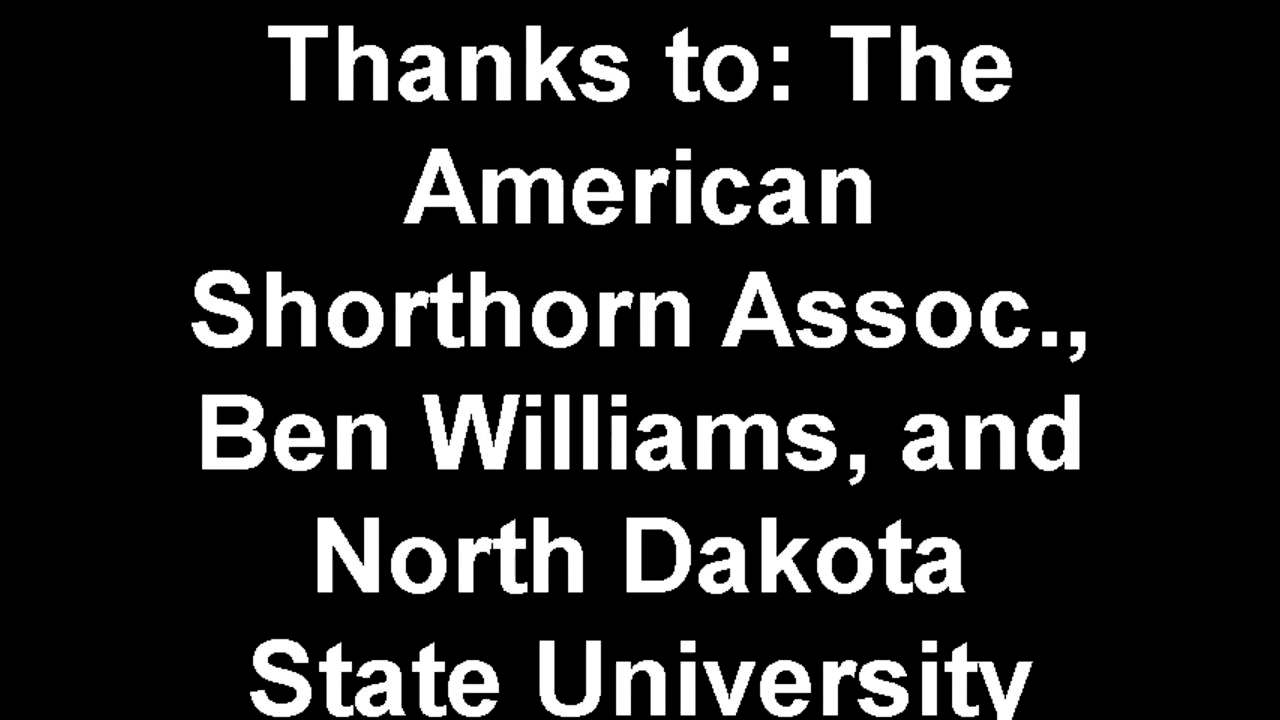 Thanks to: The
American
Shorthorn Assoc.,
Ben Williams, and
North Dakota
State University